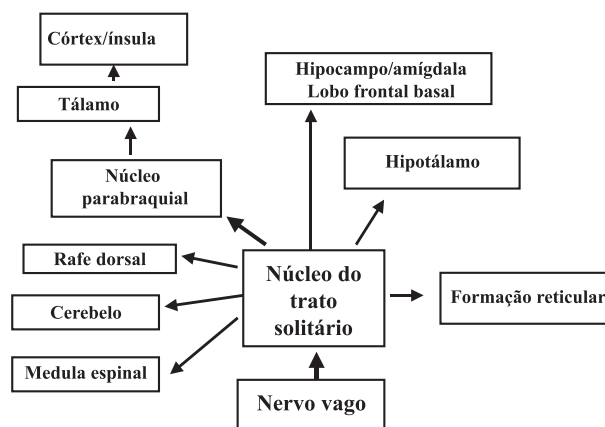 Córtex/ínsula
Hipocampo/amígdala
Lobo frontal basal
Tálamo
Hipotálamo
Núcleo
parabraquial
Rafe dorsal
Núcleo do
trato
solitário
Formação reticular
Cerebelo
Medula espinal
Nervo vago